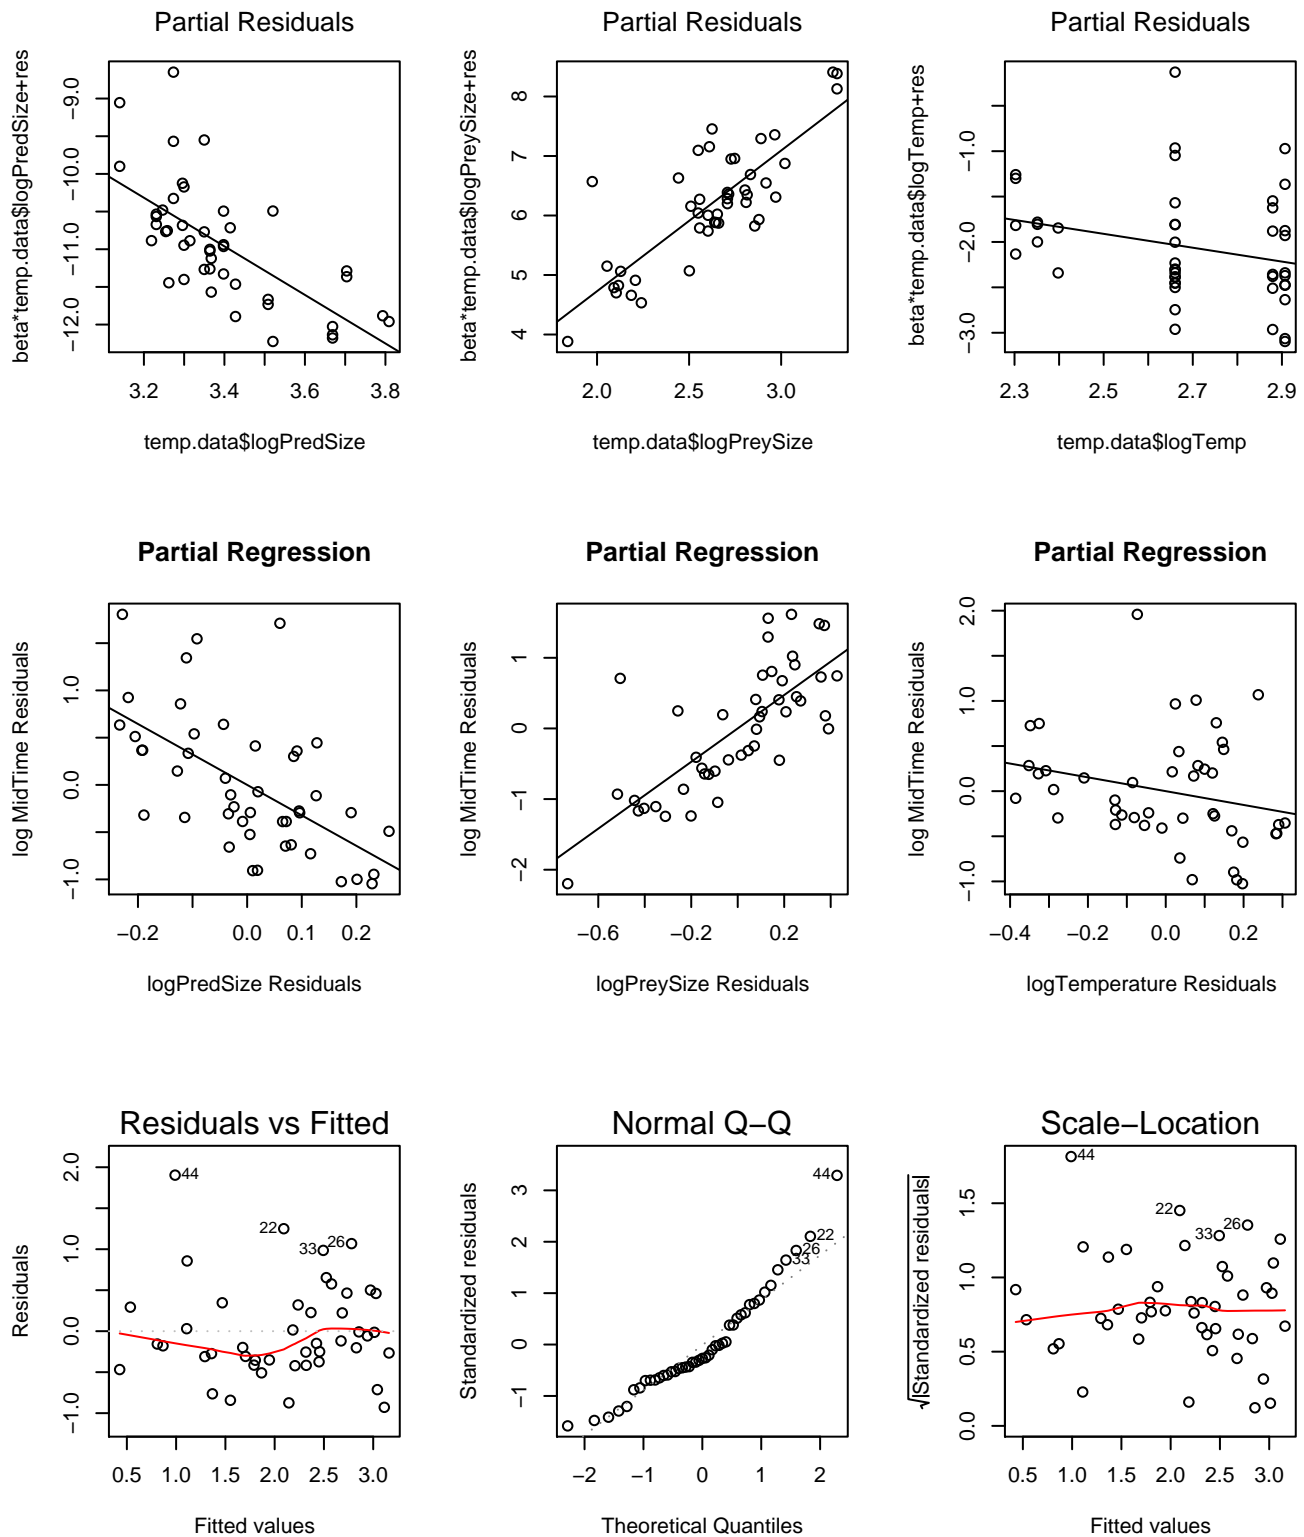 Partial Residuals
beta*temp.data$logPredSize+res
-9.0
-10.0
-11.0
-12.0
3.2 3.4 3.6 3.8
temp.data$logPredSize
Partial Residuals
beta*temp.data$logPreySize+res
8
7
6
5
4
2.0 2.5 3.0
temp.data$logPreySize
Partial Residuals
beta*temp.data$logTemp+res
-1.0
-2.0
-3.0
2.3 2.5 2.7 2.9
temp.data$logTemp
Partial Regression
log MidTime Residuals
1.0
0.0
-1.0
-0.2 0.0 0.1 0.2
logPredSize Residuals
Partial Regression
log MidTime Residuals
1
0
-1
-2
-0.6 -0.2 0.2
logPreySize Residuals
Partial Regression
log MidTime Residuals
2.0
1.0
0.0
-1.0
-0.4 -0.2 0.0 0.2
logTemperature Residuals
Residuals vs Fitted
Residuals
2.0
1.0
0.0
-1.0
44
22
33
26
0.5 1.0 1.5 2.0 2.5 3.0
Fitted values
Normal Q-Q
Standardized residuals
3
2
1
0
-1
44
22
26
33
-2 -1 0 1 2
Theoretical Quantiles
Scale-Location
√|Standardized residuals|
1.5
1.0
0.5
0.0
44
22
26
33
0.5 1.0 1.5 2.0 2.5 3.0
Fitted values